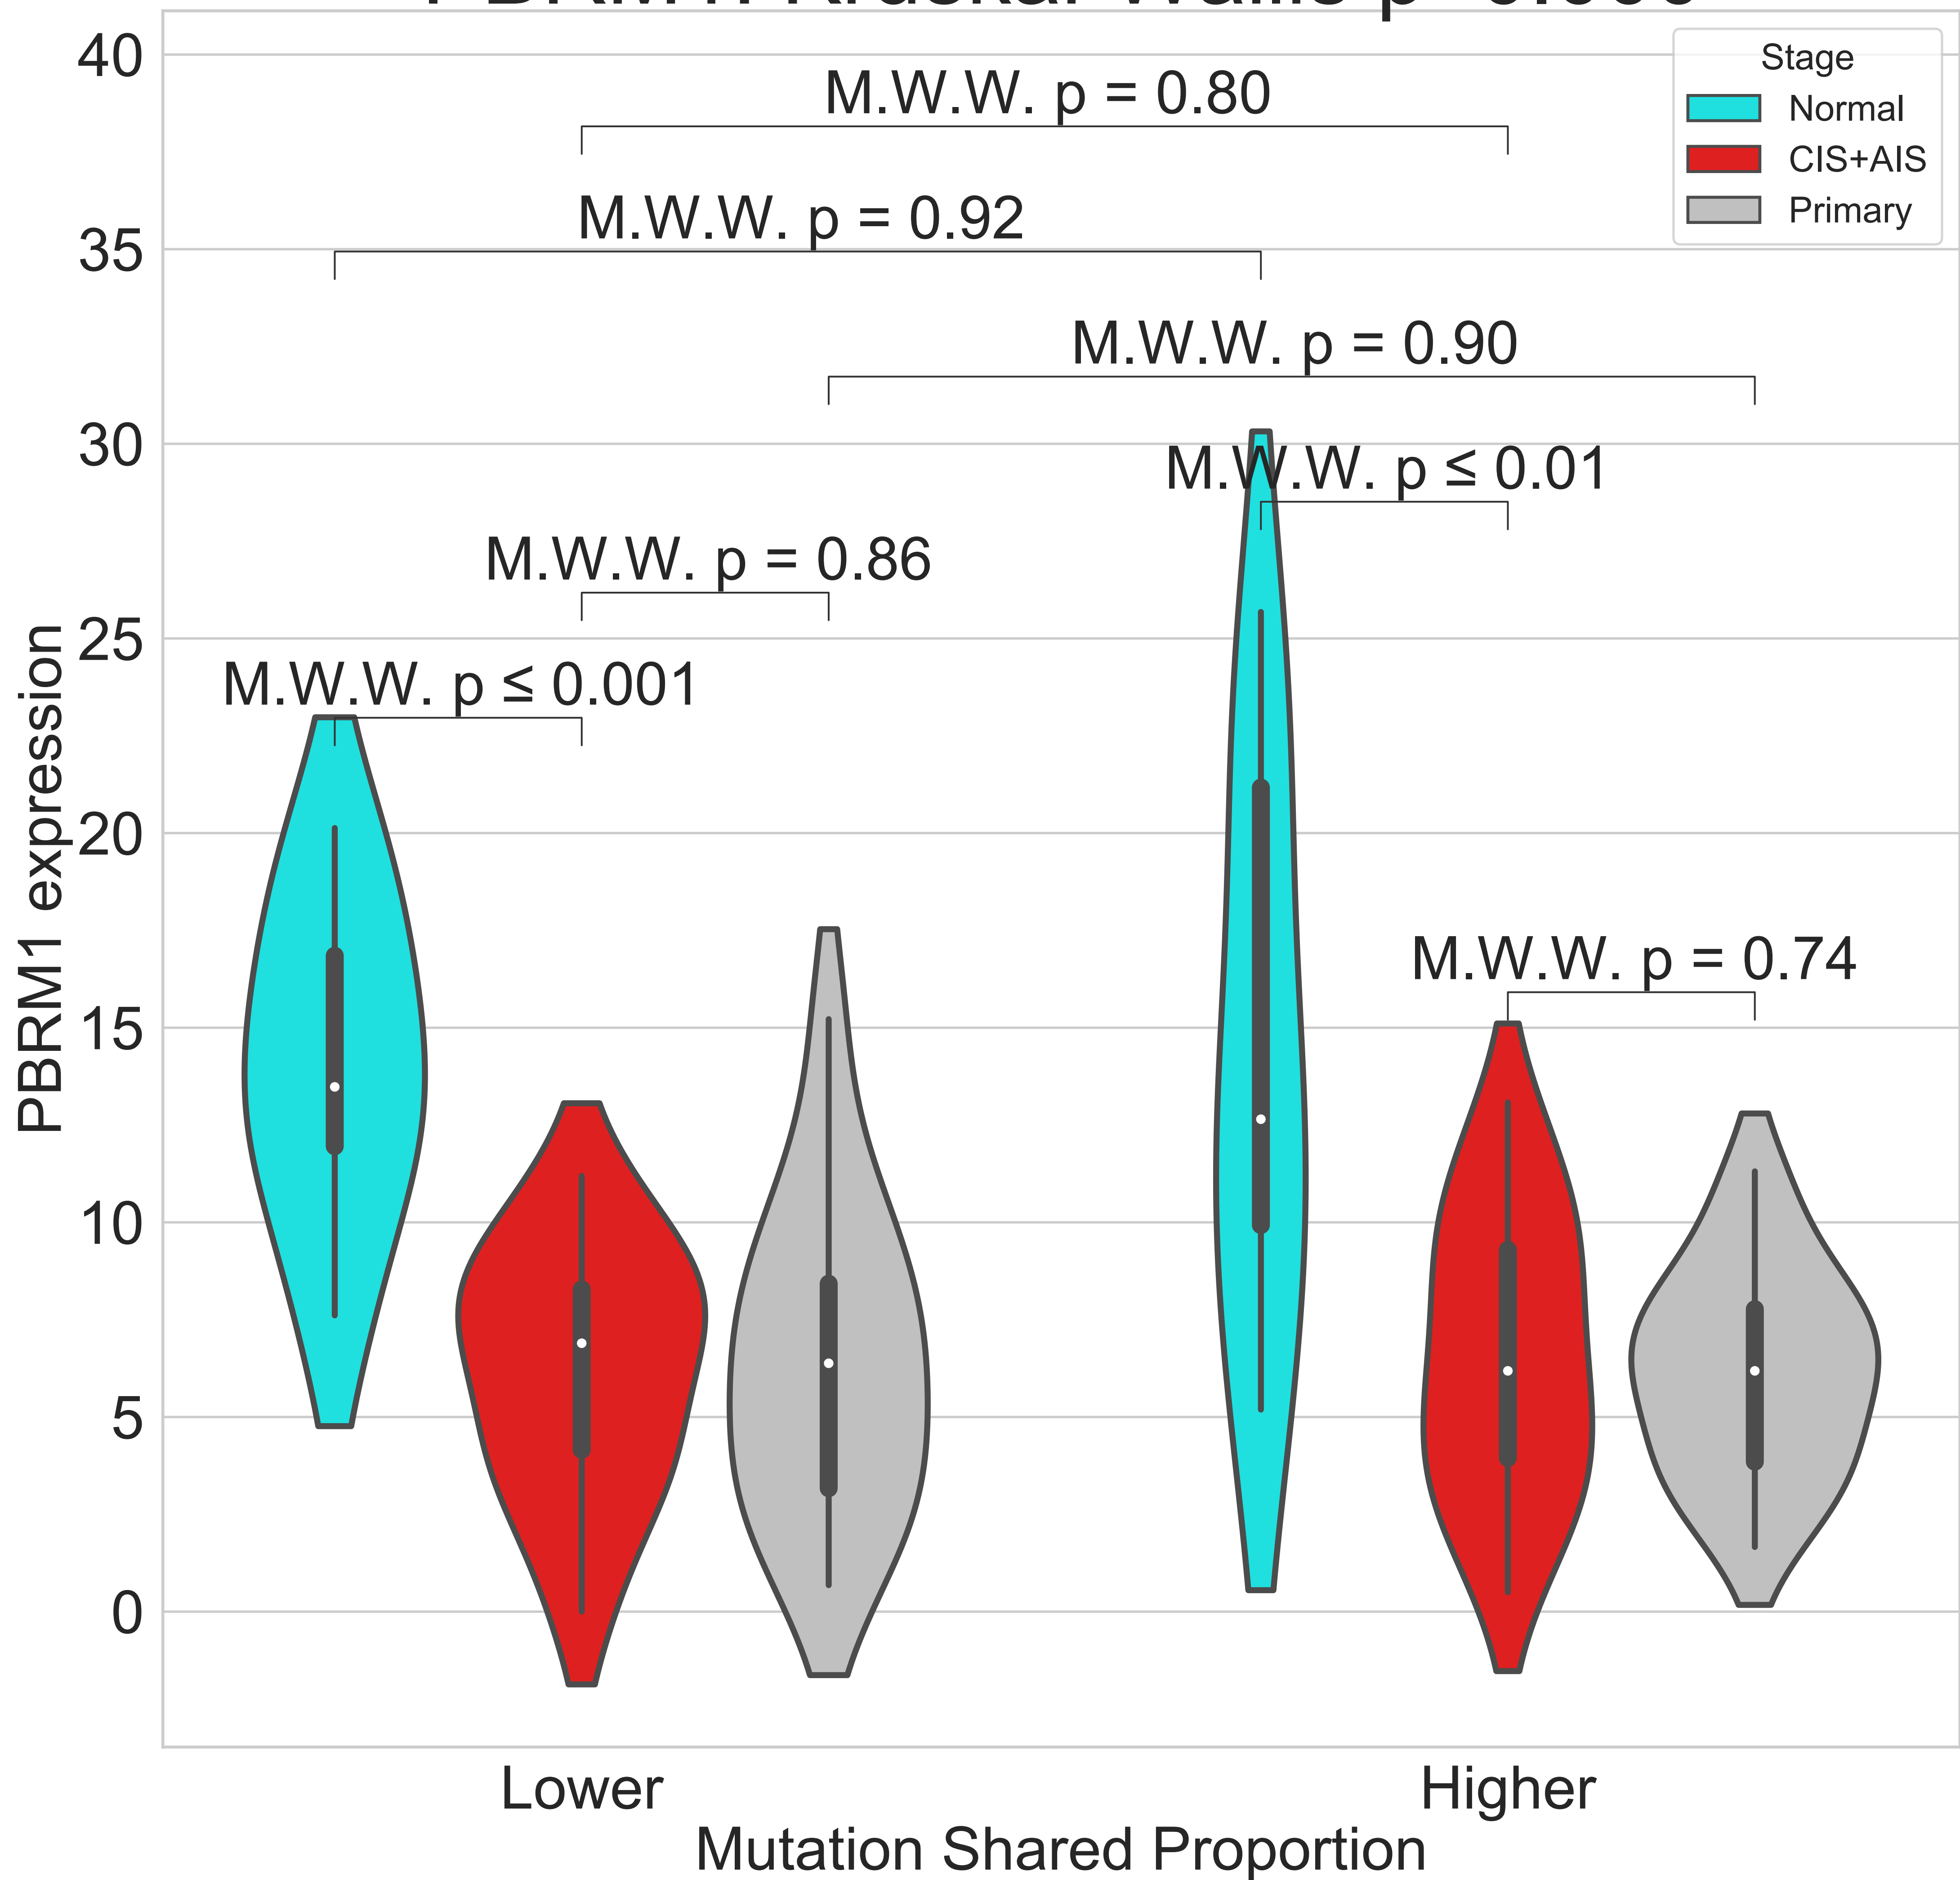 40
35
30
25
20
15
10
5
0
PBRM1 expression
Stage
Normal
CIS+AIS
Primary
M.W.W. p = 0.80
M.W.W. p = 0.92
M.W.W. p = 0.90
M.W.W. p ≤ 0.01
M.W.W. p = 0.86
M.W.W. p ≤ 0.001
M.W.W. p = 0.74
Lower
Higher
Mutation Shared Proportion